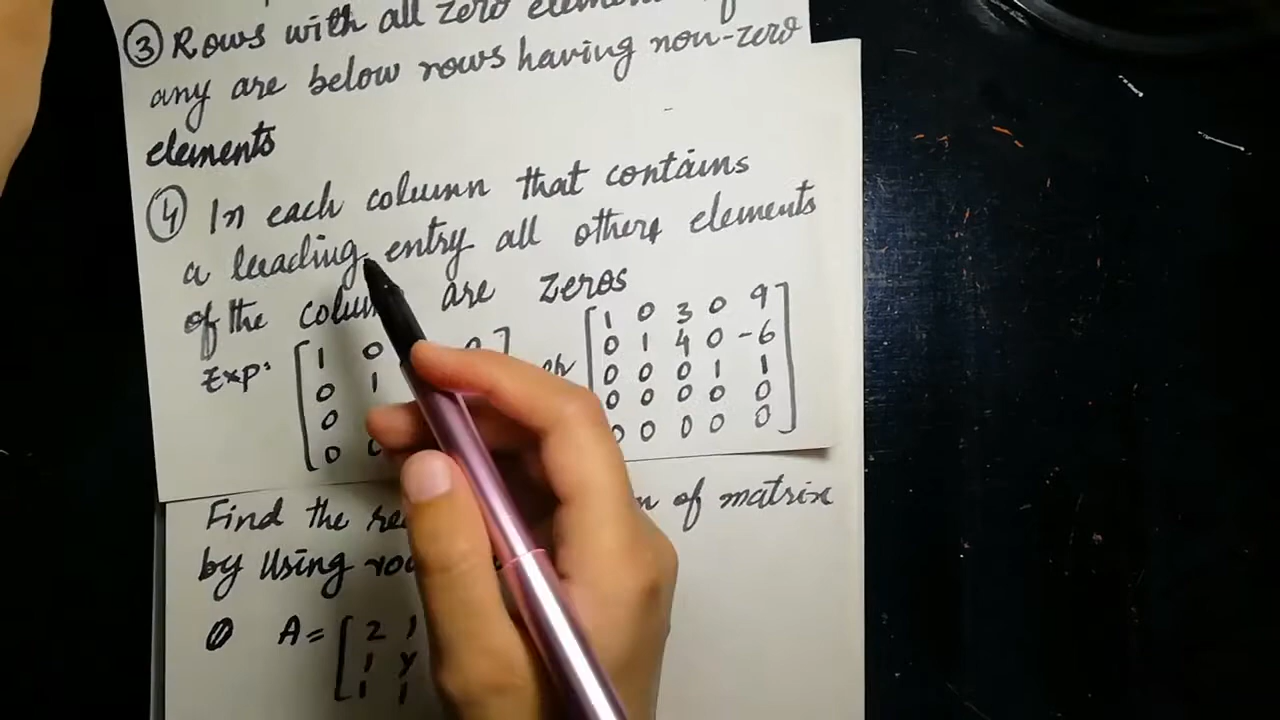 ③ Rows with all zero
any are below rows having non-zero
elements
④ In each column that contains
a leading entry all other elements
of the are zeros
Exp: [1 0 0] or [1 0 3 0 9
0 1 0 1 4 0 -6
0 0 0 0 1 1
0 0 0 0 0 0
0 0 0 0 0]
Find the of matrix
by Using
① A = [2 1
1
1 1